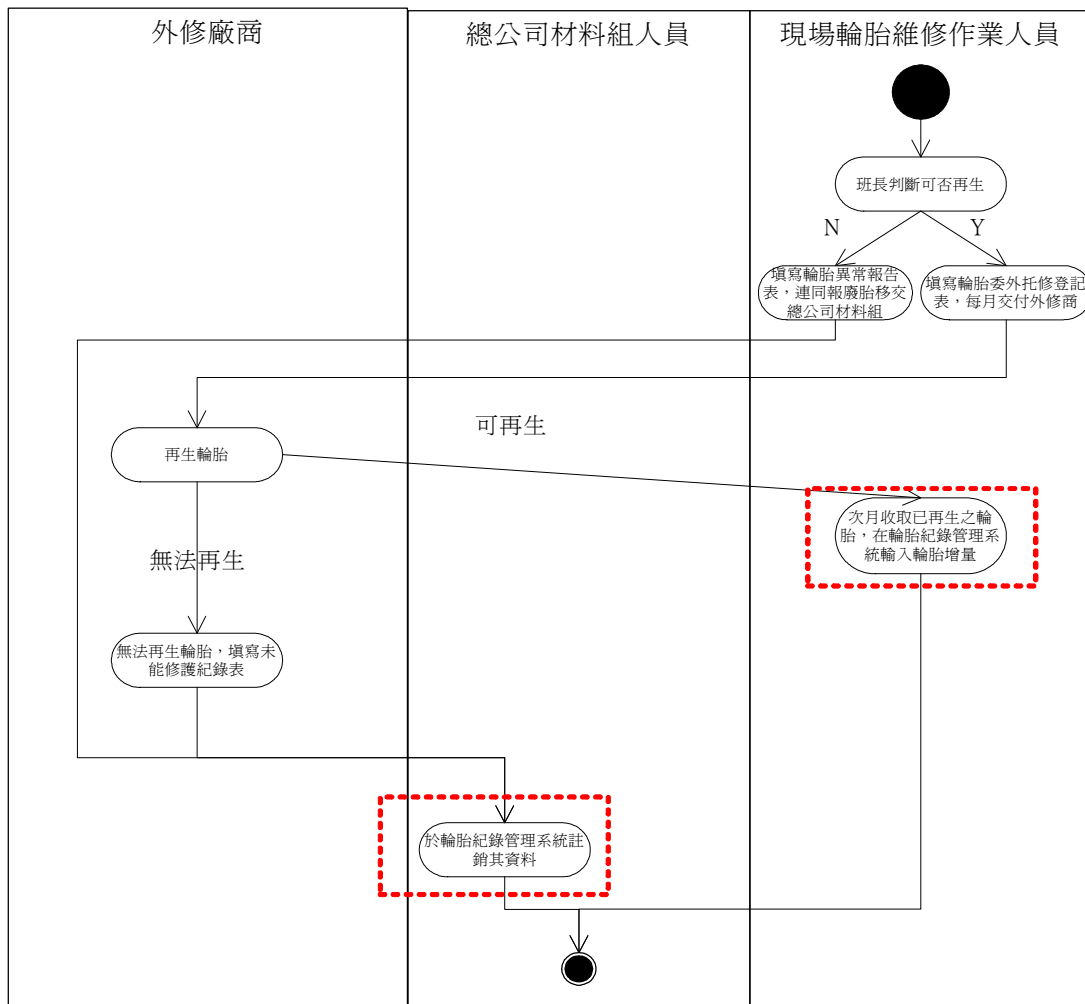 外修廠商
總公司材料組人員
現場輪胎維修作業人員
班長判斷可否再生
N
Y
填寫輪胎異常報告
表，連同報廢胎移交
總公司材料組
填寫輪胎委外托修登記
表，每月交付外修商
可再生
再生輪胎
次月收取已再生之輪
胎，在輪胎紀錄管理系
統輸入輪胎增量
無法再生
無法再生輪胎，填寫未
能修護紀錄表
於輪胎紀錄管理系統註
銷其資料